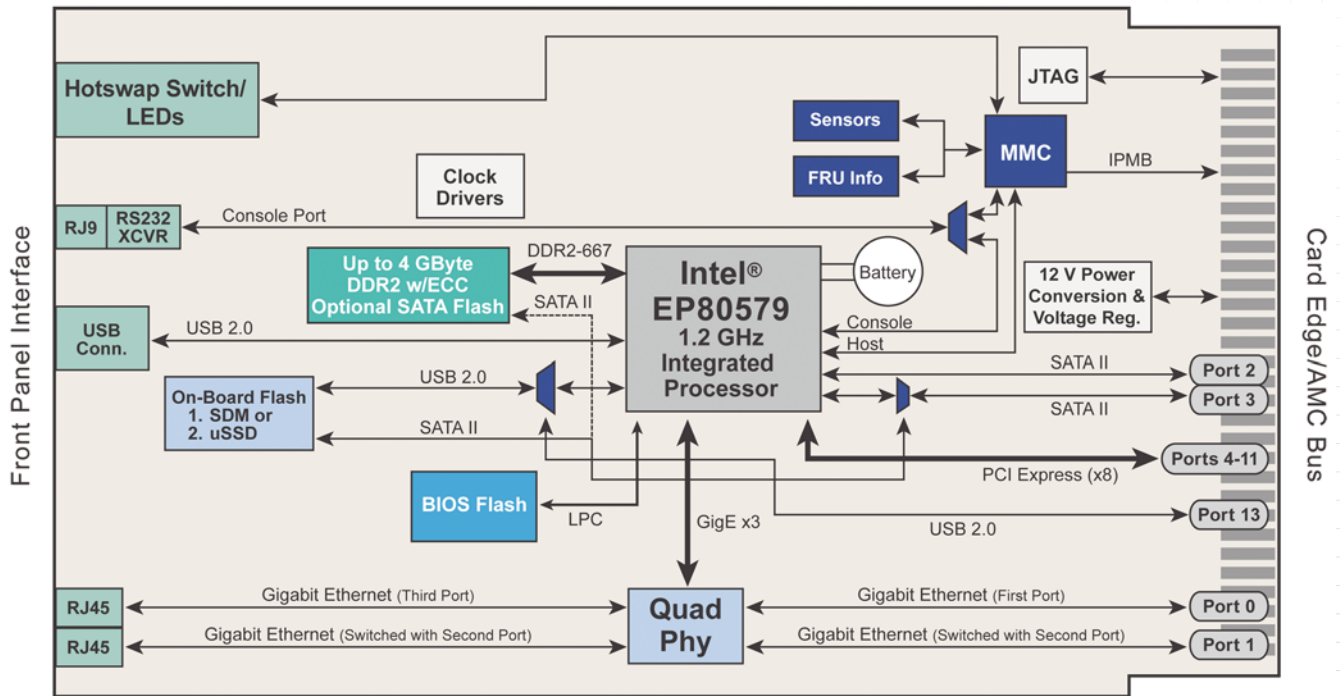 Front Panel Interface
Hotswap Switch/
LEDs
JTAG
Sensors
FRU Info
MMC
IPMB
Clock
Drivers
RJ9
RS232
XCVR
Console Port
Up to 4 GByte
DDR2 w/ECC
Optional SATA Flash
DDR2-667
SATA II
Intel®
EP80579
1.2 GHz
Integrated
Processor
Battery
12 V Power
Conversion &
Voltage Reg.
Console
Host
USB
Conn.
USB 2.0
On-Board Flash
1. SDM or
2. uSSD
USB 2.0
SATA II
SATA II
Port 2
Port 3
SATA II
PCI Express (x8)
Ports 4-11
BIOS Flash
LPC
GigE x3
USB 2.0
Port 13
RJ45
Gigabit Ethernet (Third Port)
RJ45
Gigabit Ethernet (Switched with Second Port)
Quad
Phy
Gigabit Ethernet (First Port)
Port 0
Gigabit Ethernet (Switched with Second Port)
Port 1
Card Edge/AMC Bus